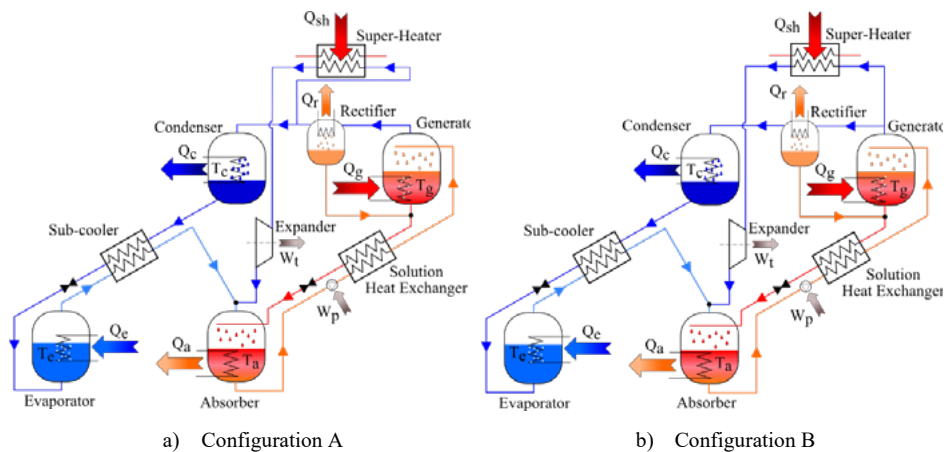 Qsh
Super-Heater
Qr
Rectifier
Condenser
Generator
Qc
Tc
Qg
Tg
Sub-cooler
Expander
Wt
Solution
Heat Exchanger
Wp
Qe
Te
Qa
Ta
Evaporator
Absorber
a) Configuration A
Qsh
Super-Heater
Qr
Rectifier
Condenser
Generato
Qc
Tc
Qg
Tg
Sub-cooler
Expander
Wt
Solution
Heat Exchanger
Wp
Qe
Te
Qa
Ta
Evaporator
Absorber
b) Configuration B